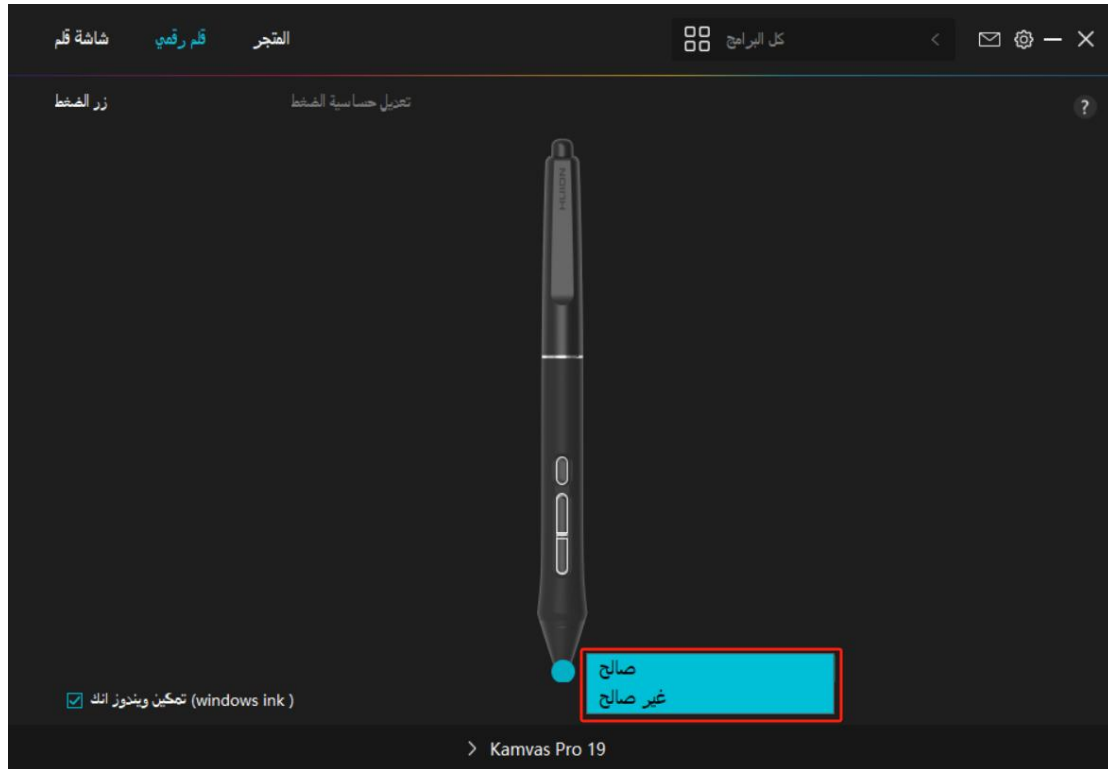 شاشة قلم
قلم رقمي
المتجر
كل البرامج
زر الضغط
تعديل حساسية الضغط
?
HUION
صالح
غير صالح
تمكين ويندوز انك (windows ink )
Kamvas Pro 19